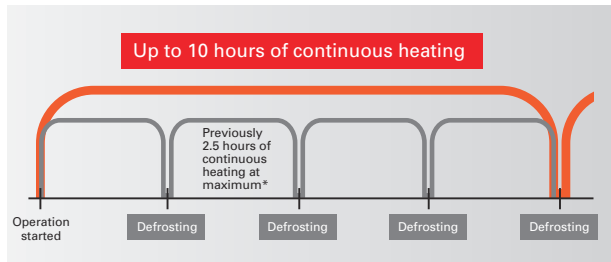 Up to 10 hours of continuous heating
Previously
2.5 hours of
continuous
heating at
maximum*
Operation
started
Defrosting
Defrosting
Defrosting
Defrosting